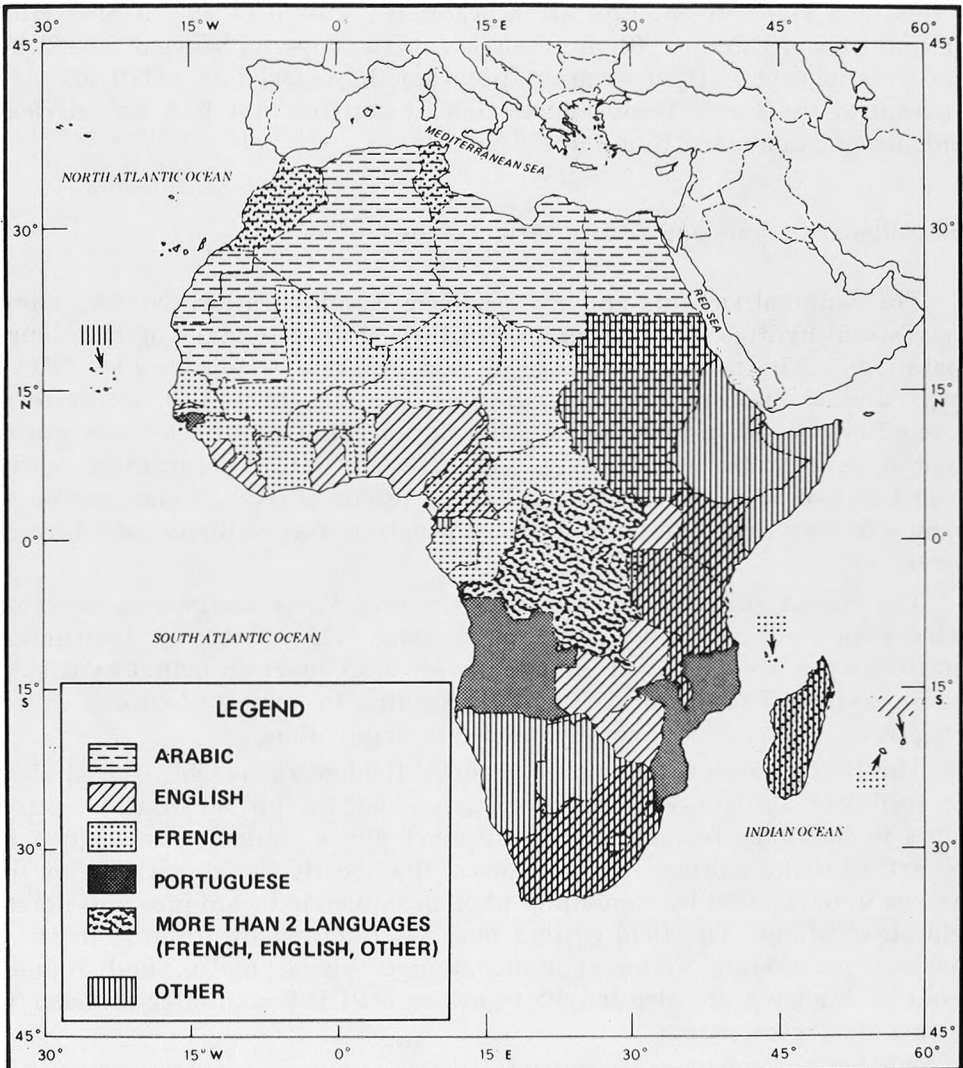 30° 15° W 0° 15° E 30° 45° 60°
45° 45°
MEDITERRANEAN SEA
NORTH ATLANTIC OCEAN
30° 30°
RED SEA
15° 15°
N N
0° 0°
SOUTH ATLANTIC OCEAN
15° 15°
S S
LEGEND
ARABIC
ENGLISH
FRENCH
PORTUGUESE
MORE THAN 2 LANGUAGES
(FRENCH, ENGLISH, OTHER)
OTHER
INDIAN OCEAN
30° 30°
45° 45°
30° 15° W 0° 15° E 30° 45° 60°